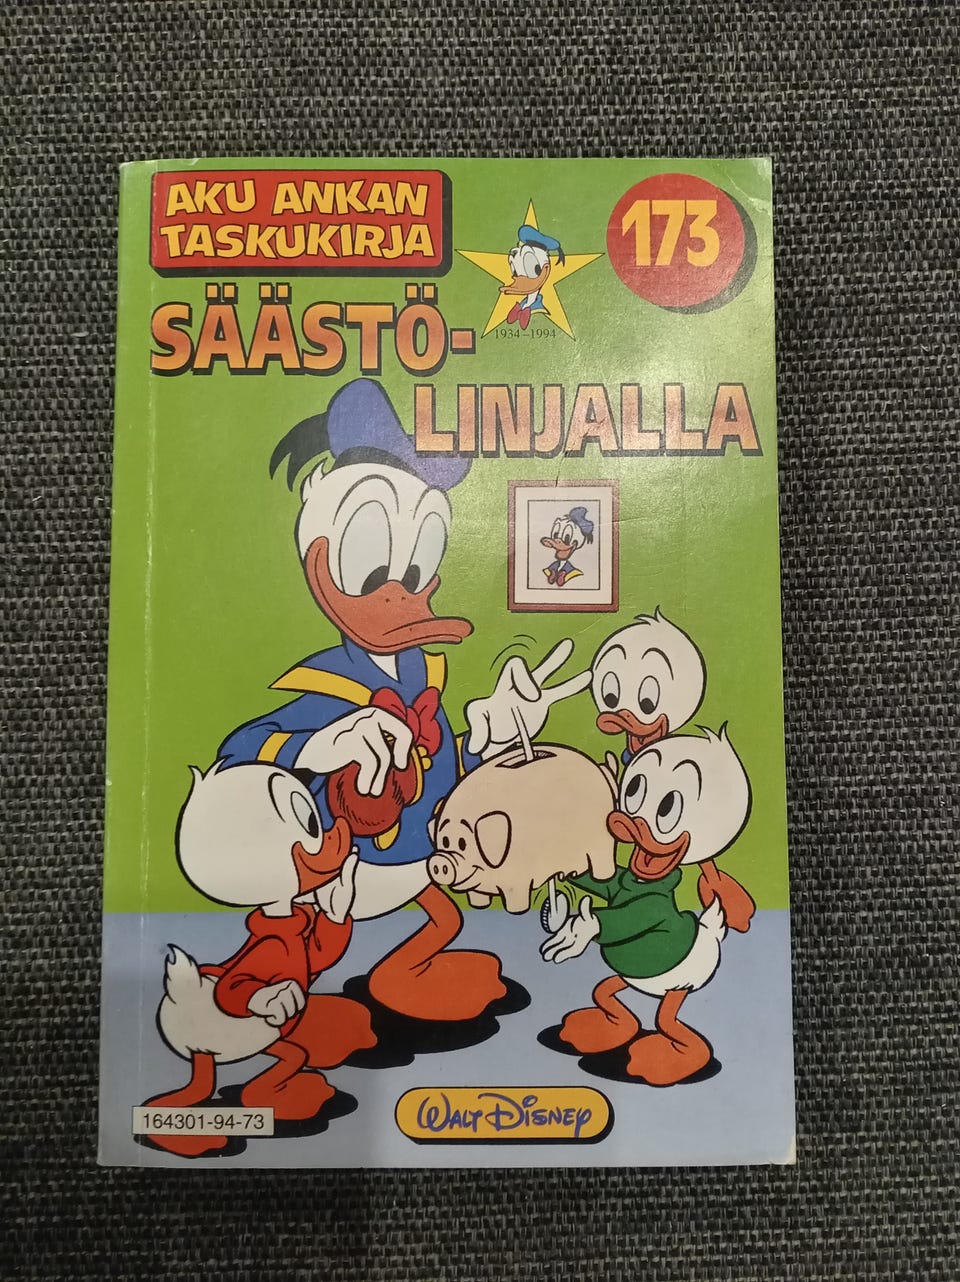 AKU ANKAN
TASKUKIRJA
173
1934-1994
SÄÄSTÖ-
LINJALLA
164301-94-73
WALT DISNEY